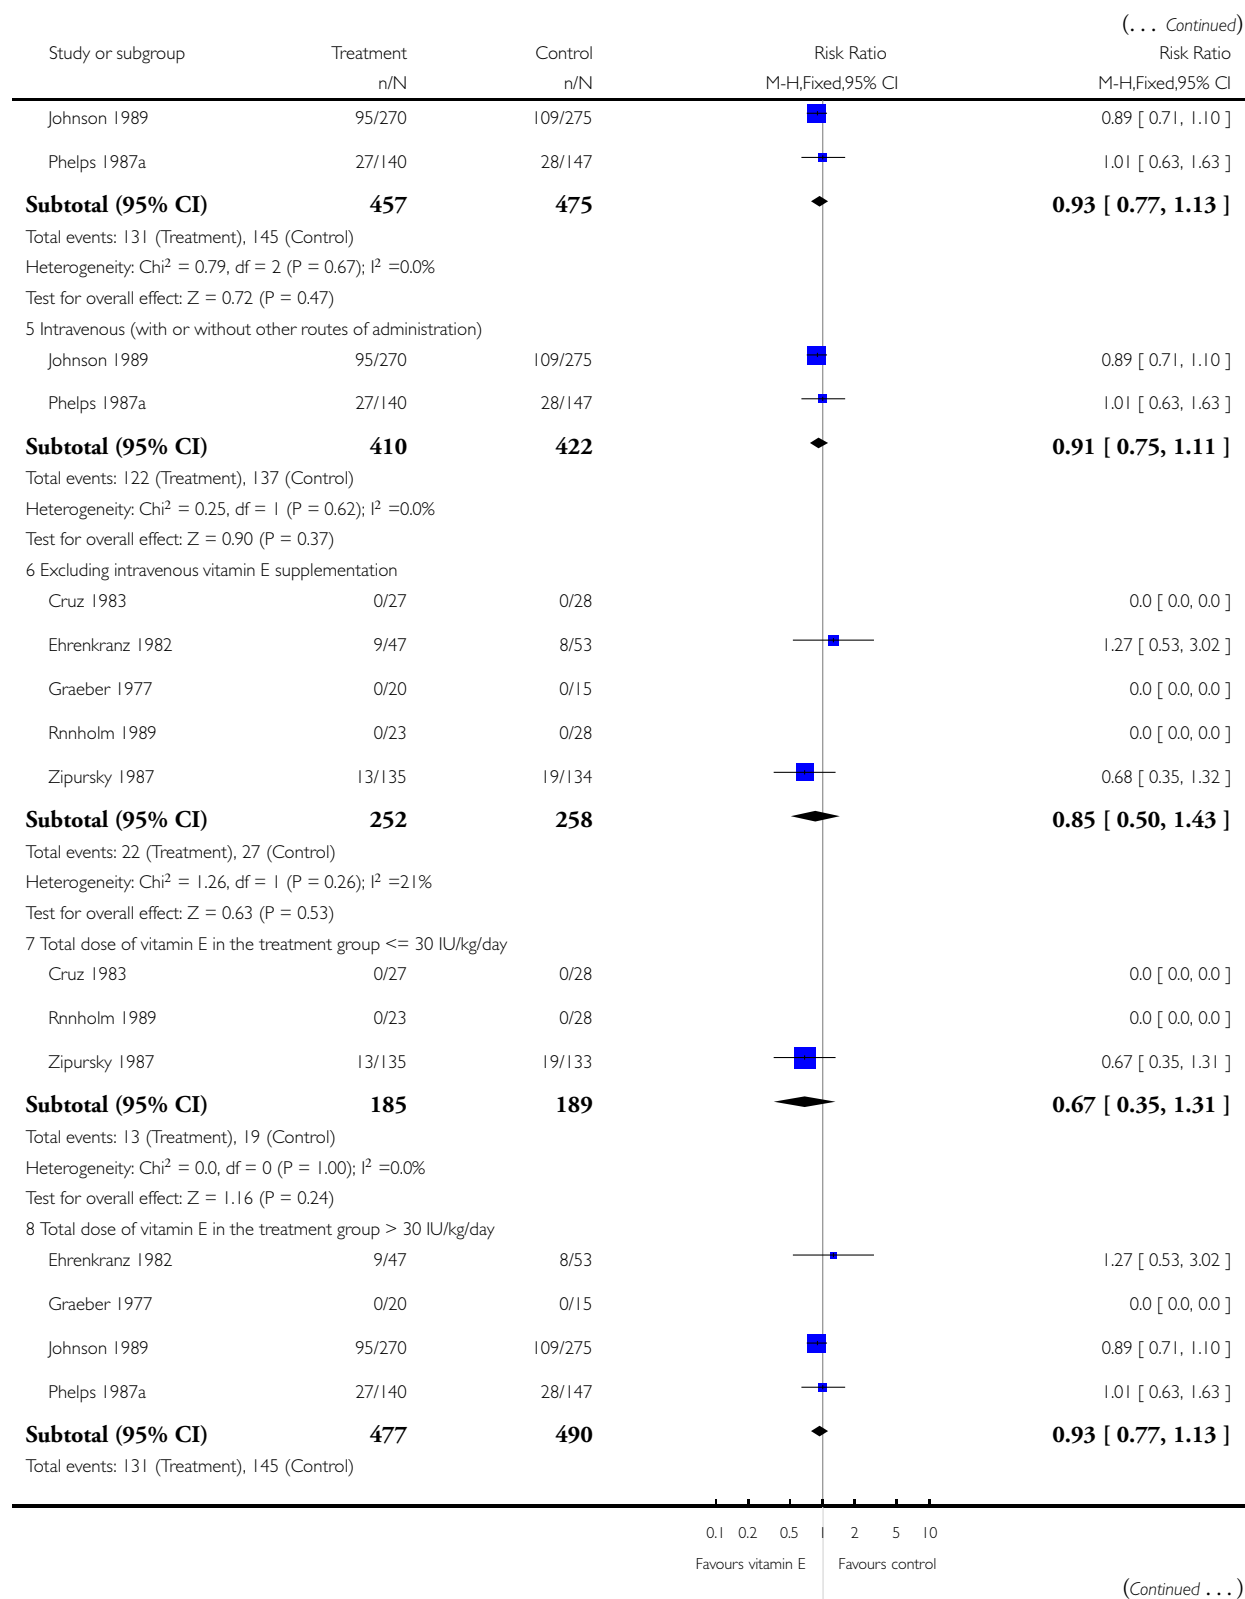 (... Continued)
Study or subgroup Treatment Control Risk Ratio Risk Ratio
n/N n/N M-H,Fixed,95% CI M-H,Fixed,95% CI
Johnson 1989 95/270 109/275 0.89 [ 0.71, 1.10 ]
Phelps 1987a 27/140 28/147 1.01 [ 0.63, 1.63 ]
Subtotal (95% CI) 457 475 0.93 [ 0.77, 1.13 ]
Total events: 131 (Treatment), 145 (Control)
Heterogeneity: Chi² = 0.79, df = 2 (P = 0.67); I² =0.0%
Test for overall effect: Z = 0.72 (P = 0.47)
5 Intravenous (with or without other routes of administration)
Johnson 1989 95/270 109/275 0.89 [ 0.71, 1.10 ]
Phelps 1987a 27/140 28/147 1.01 [ 0.63, 1.63 ]
Subtotal (95% CI) 410 422 0.91 [ 0.75, 1.11 ]
Total events: 122 (Treatment), 137 (Control)
Heterogeneity: Chi² = 0.25, df = 1 (P = 0.62); I² =0.0%
Test for overall effect: Z = 0.90 (P = 0.37)
6 Excluding intravenous vitamin E supplementation
Cruz 1983 0/27 0/28 0.0 [ 0.0, 0.0 ]
Ehrenkranz 1982 9/47 8/53 1.27 [ 0.53, 3.02 ]
Graeber 1977 0/20 0/15 0.0 [ 0.0, 0.0 ]
Rnnholm 1989 0/23 0/28 0.0 [ 0.0, 0.0 ]
Zipursky 1987 13/135 19/134 0.68 [ 0.35, 1.32 ]
Subtotal (95% CI) 252 258 0.85 [ 0.50, 1.43 ]
Total events: 22 (Treatment), 27 (Control)
Heterogeneity: Chi² = 1.26, df = 1 (P = 0.26); I² =21%
Test for overall effect: Z = 0.63 (P = 0.53)
7 Total dose of vitamin E in the treatment group <= 30 IU/kg/day
Cruz 1983 0/27 0/28 0.0 [ 0.0, 0.0 ]
Rnnholm 1989 0/23 0/28 0.0 [ 0.0, 0.0 ]
Zipursky 1987 13/135 19/133 0.67 [ 0.35, 1.31 ]
Subtotal (95% CI) 185 189 0.67 [ 0.35, 1.31 ]
Total events: 13 (Treatment), 19 (Control)
Heterogeneity: Chi² = 0.0, df = 0 (P = 1.00); I² =0.0%
Test for overall effect: Z = 1.16 (P = 0.24)
8 Total dose of vitamin E in the treatment group > 30 IU/kg/day
Ehrenkranz 1982 9/47 8/53 1.27 [ 0.53, 3.02 ]
Graeber 1977 0/20 0/15 0.0 [ 0.0, 0.0 ]
Johnson 1989 95/270 109/275 0.89 [ 0.71, 1.10 ]
Phelps 1987a 27/140 28/147 1.01 [ 0.63, 1.63 ]
Subtotal (95% CI) 477 490 0.93 [ 0.77, 1.13 ]
Total events: 131 (Treatment), 145 (Control)
0.1 0.2 0.5 1 2 5 10
Favours vitamin E Favours control
(Continued ...)